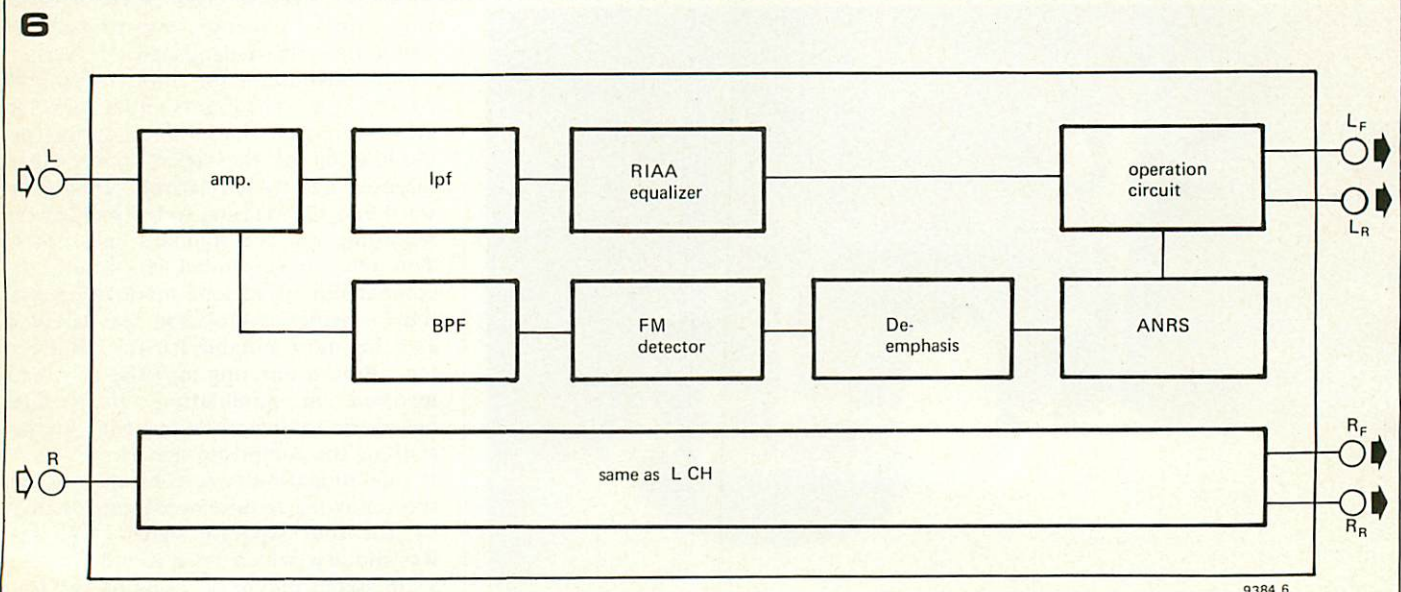 6
L
amp.
lpf
RIAA
equalizer
operation
circuit
LF
LR
BPF
FM
detector
De-
emphasis
ANRS
R
same as L CH
RF
RR
9384 6